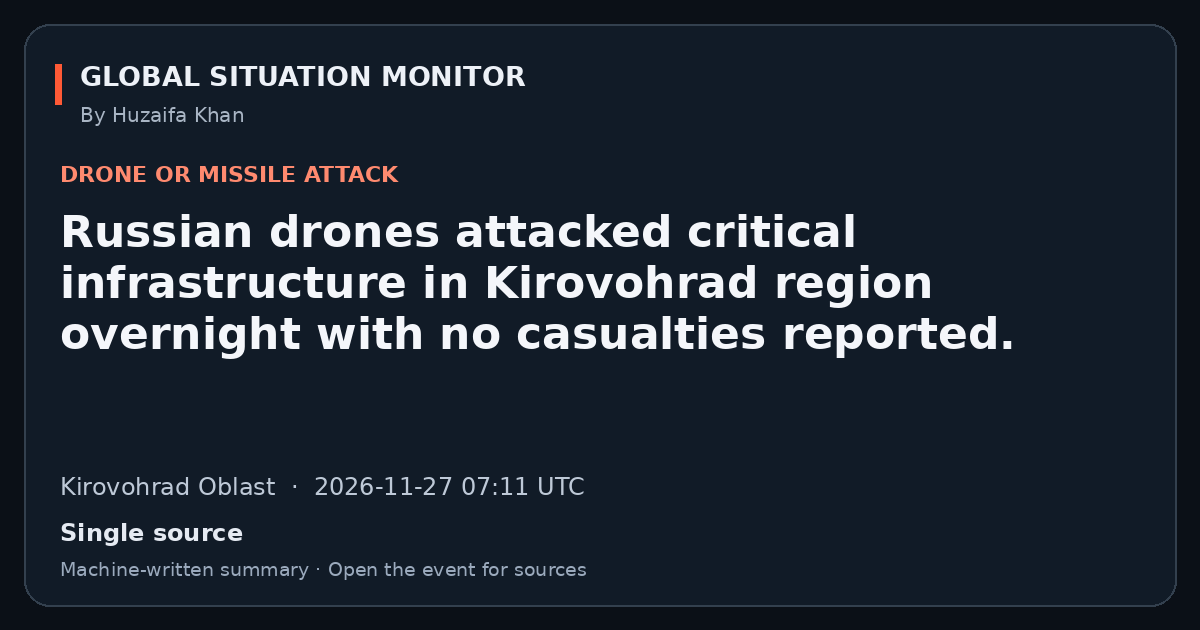 GLOBAL SITUATION MONITOR
By Huzaifa Khan
DRONE OR MISSILE ATTACK
Russian drones attacked critical
infrastructure in Kirovohrad region
overnight with no casualties reported.
Kirovohrad Oblast · 2026-11-27 07:11 UTC
Single source
Machine-written summary · Open the event for sources